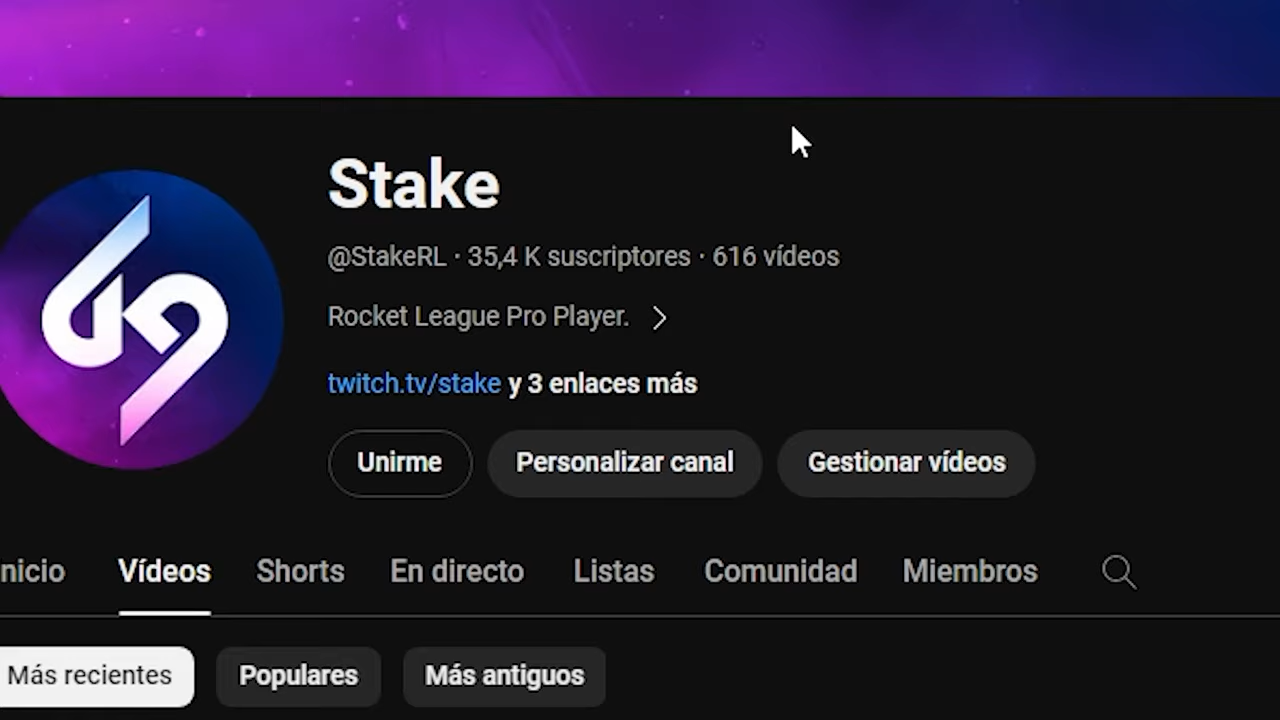 Stake
@StakeRL · 35,4 K suscriptores · 616 vídeos
Rocket League Pro Player.
twitch.tv/stake y 3 enlaces más
Unirme Personalizar canal Gestionar vídeos
nicio Vídeos Shorts En directo Listas Comunidad Miembros
Más recientes Populares Más antiguos